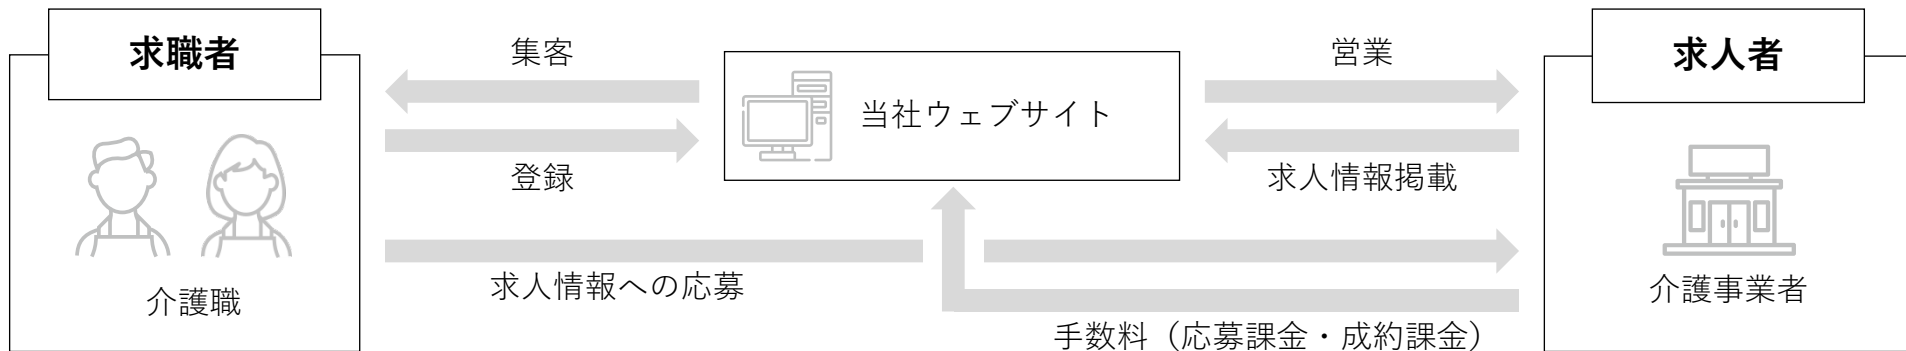 求職者
集客
営業
求人者
当社ウェブサイト
登録
求人情報掲載
求人情報への応募
介護職
介護事業者
手数料（応募課金・成約課金）